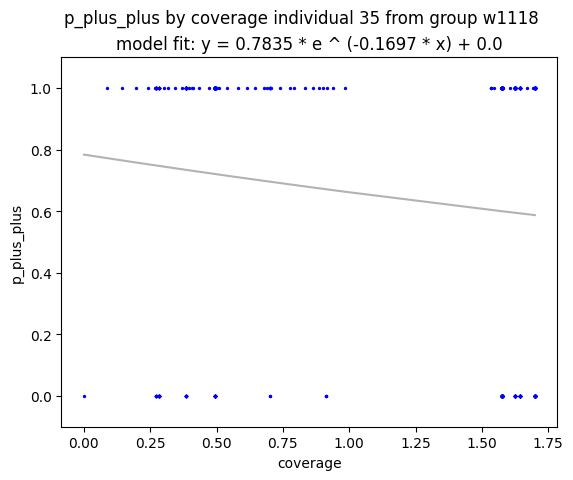 p_plus_plus by coverage individual 35 from group w1118
model fit: y = 0.7835 * e ^ (-0.1697 * x) + 0.0
1.0
0.8
0.6
0.4
0.2
0.0
p_plus_plus
0.00 0.25 0.50 0.75 1.00 1.25 1.50 1.75
coverage